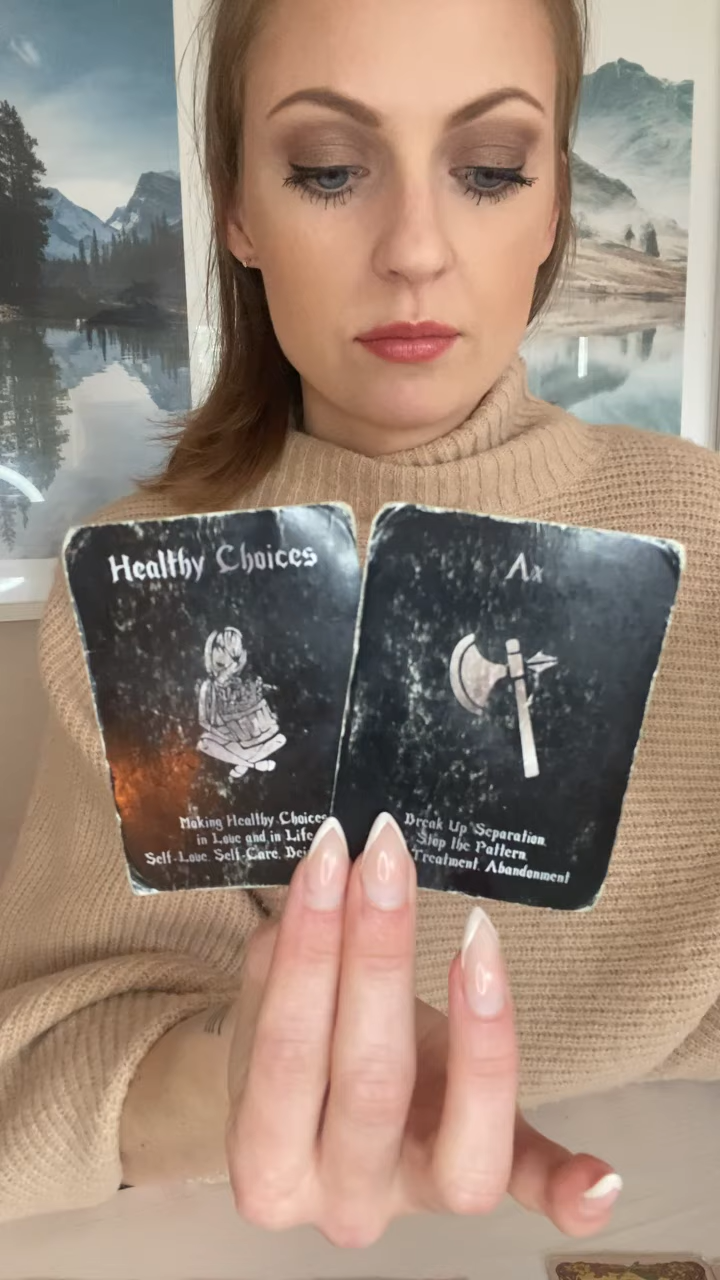 Healthy Choices
Making Healthy Choices
in Love and in Life
Self-Love. Self-Care.
Ax
Break Up Separation.
Stop the Pattern.
Treatment. Abandonment